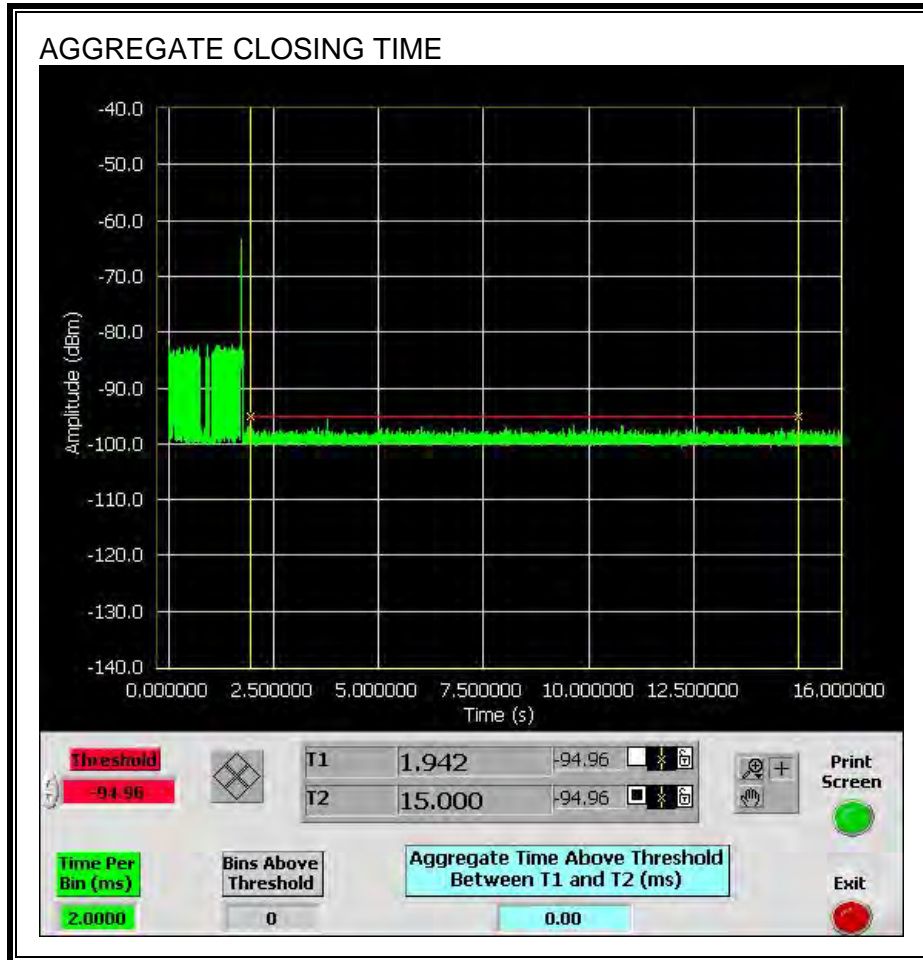 AGGREGATE CLOSING TIME
-40.0
-50.0
-60.0
-70.0
-80.0
-90.0
-100.0
-110.0
-120.0
-130.0
-140.0
Amplitude (dBm)
0.000000 2.500000 5.000000 7.500000 10.000000 12.500000 16.000000
Time (s)
Threshold
-94.96
T1 1.942 -94.96
T2 15.000 -94.96
Print Screen
Time Per Bin (ms)
2.0000
Bins Above Threshold
0
Aggregate Time Above Threshold
Between T1 and T2 (ms)
0.00
Exit